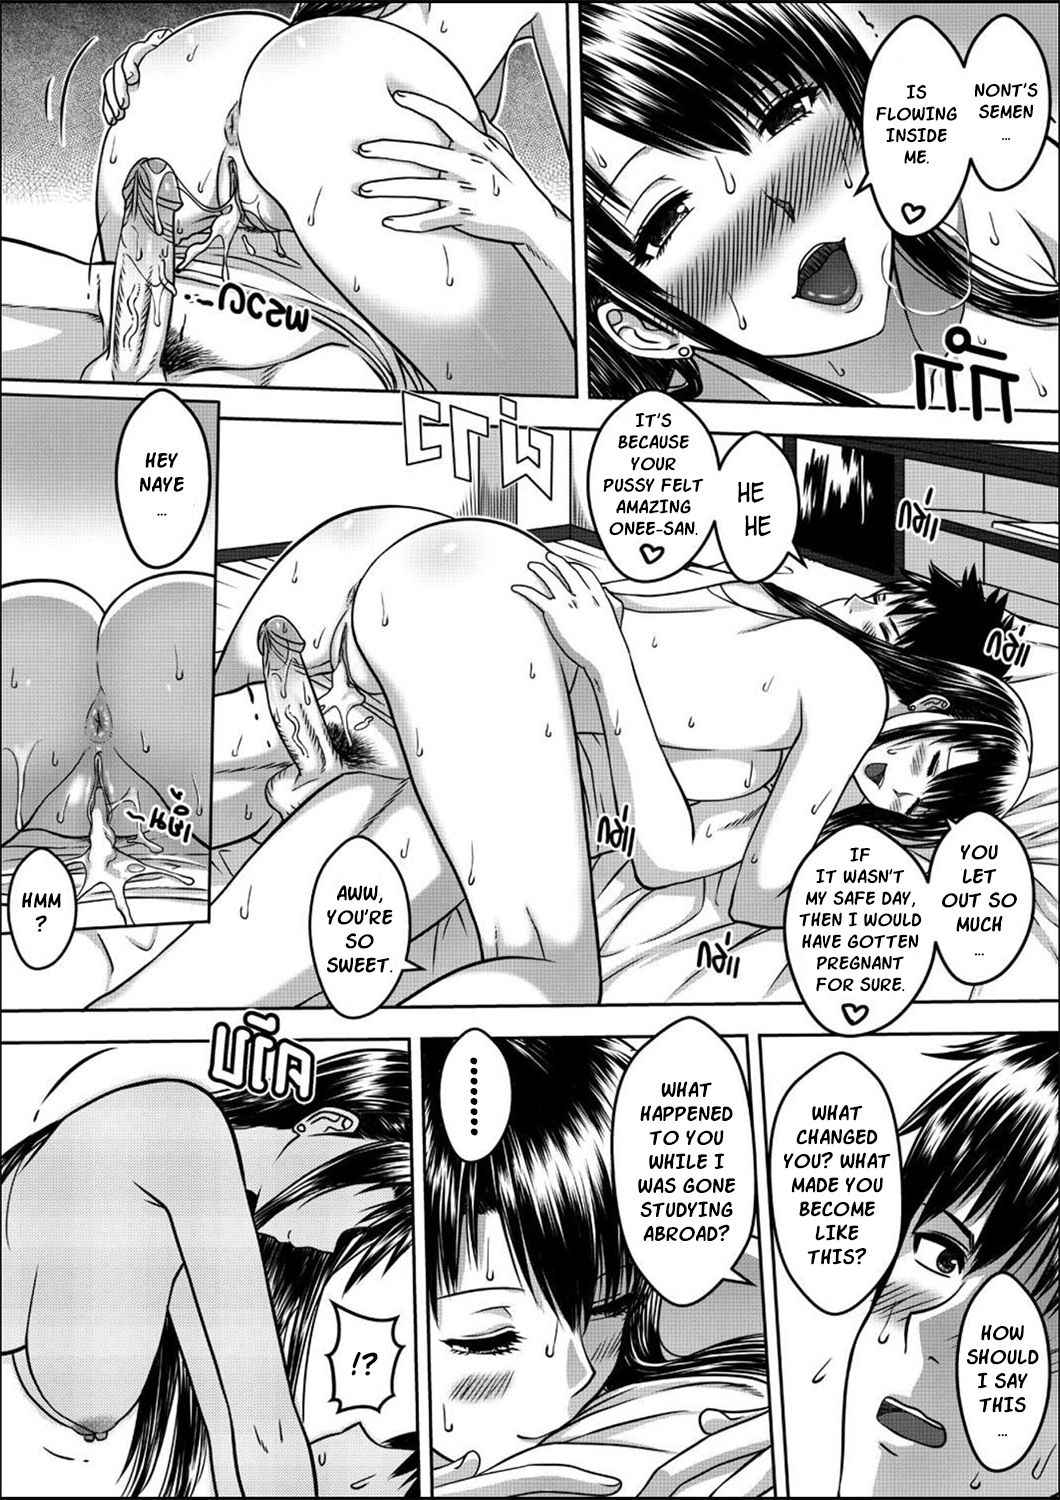 NONT'S
SEMEN
...
IS
FLOWING
INSIDE
ME.
HE
HE
IT'S
BECAUSE
YOUR
PUSSY FELT
AMAZING
ONEE-SAN.
YOU
LET
OUT SO
MUCH
...
IF
IT WASN'T
MY SAFE DAY,
THEN I WOULD
HAVE GOTTEN
PREGNANT
FOR SURE.
AWW,
YOU'RE
SO
SWEET.
HEY
NAYE
...
HMM
?
HOW
SHOULD
I SAY
THIS
...
WHAT
CHANGED
YOU? WHAT
MADE YOU
BECOME
LIKE
THIS?
WHAT
HAPPENED
TO YOU
WHILE I
WAS GONE
STUDYING
ABROAD?
........
!?